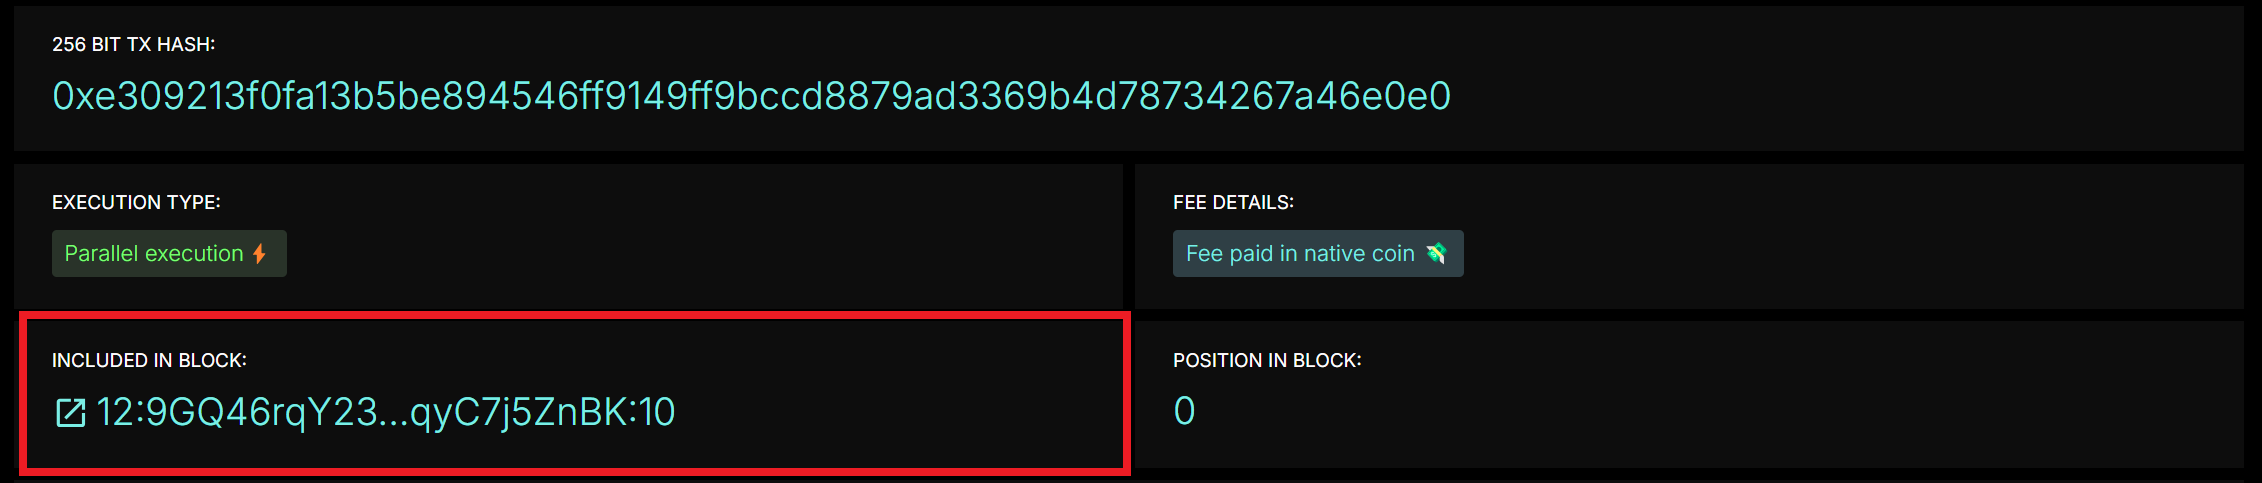 256 BIT TX HASH:
0xe309213f0fa13b5be894546ff9149ff9bccd8879ad3369b4d78734267a46e0e0
EXECUTION TYPE:
Parallel execution⚡
FEE DETAILS:
Fee paid in native coin 💸
INCLUDED IN BLOCK:
12:9GQ46rqY23...qyC7j5ZnBK:10
POSITION IN BLOCK:
0